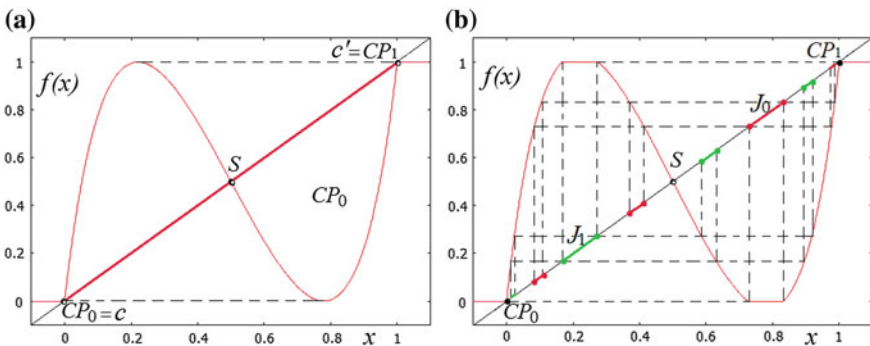 (a)
c' = CP₁
f(x)
1
0.8
0.6
0.4
0.2
0
S
CP₀
CP₀ = c
0 0.2 0.4 0.6 0.8 1
x
(b)
CP₁
f(x)
1
0.8
0.6
0.4
0.2
0
J₀
S
J₁
CP₀
0 0.2 0.4 0.6 0.8 1
x